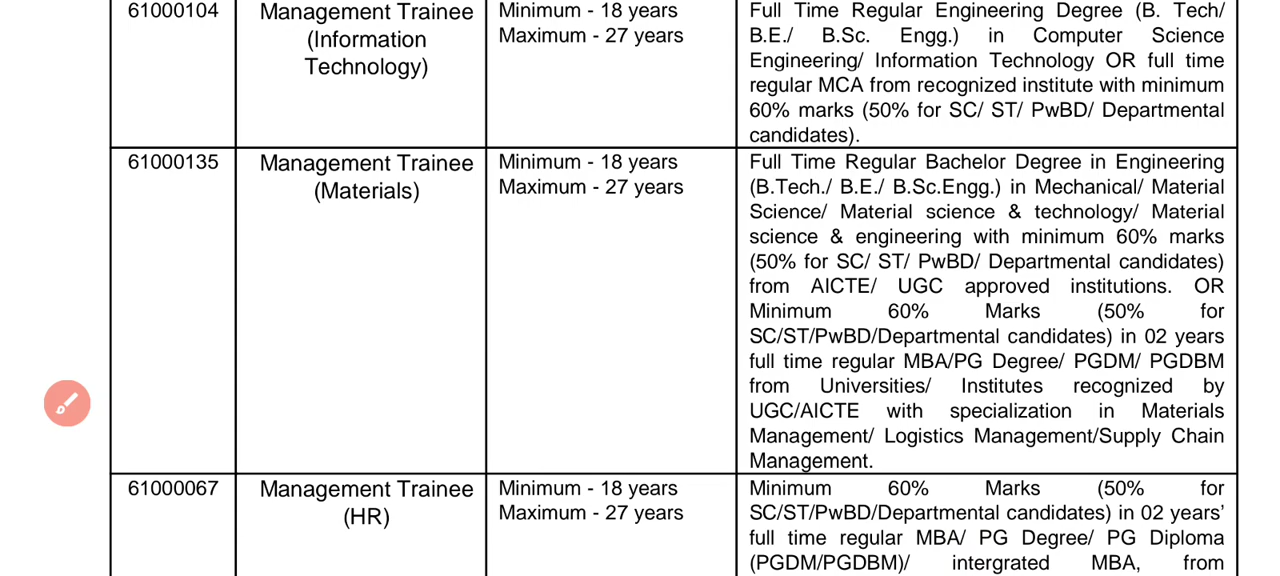 61000104
Management Trainee
(Information
Technology)
Minimum - 18 years
Maximum - 27 years
Full Time Regular Engineering Degree (B. Tech/
B.E./ B.Sc. Engg.) in Computer Science
Engineering/ Information Technology OR full time
regular MCA from recognized institute with minimum
60% marks (50% for SC/ ST/ PwBD/ Departmental
candidates).
61000135
Management Trainee
(Materials)
Minimum - 18 years
Maximum - 27 years
Full Time Regular Bachelor Degree in Engineering
(B.Tech./ B.E./ B.Sc.Engg.) in Mechanical/ Material
Science/ Material science & technology/ Material
science & engineering with minimum 60% marks
(50% for SC/ ST/ PwBD/ Departmental candidates)
from AICTE/ UGC approved institutions. OR
Minimum 60% Marks (50% for
SC/ST/PwBD/Departmental candidates) in 02 years
full time regular MBA/PG Degree/ PGDM/ PGDBM
from Universities/ Institutes recognized by
UGC/AICTE with specialization in Materials
Management/ Logistics Management/Supply Chain
Management.
61000067
Management Trainee
(HR)
Minimum - 18 years
Maximum - 27 years
Minimum 60% Marks (50% for
SC/ST/PwBD/Departmental candidates) in 02 years’
full time regular MBA/ PG Degree/ PG Diploma
(PGDM/PGDBM)/ intergrated MBA, from